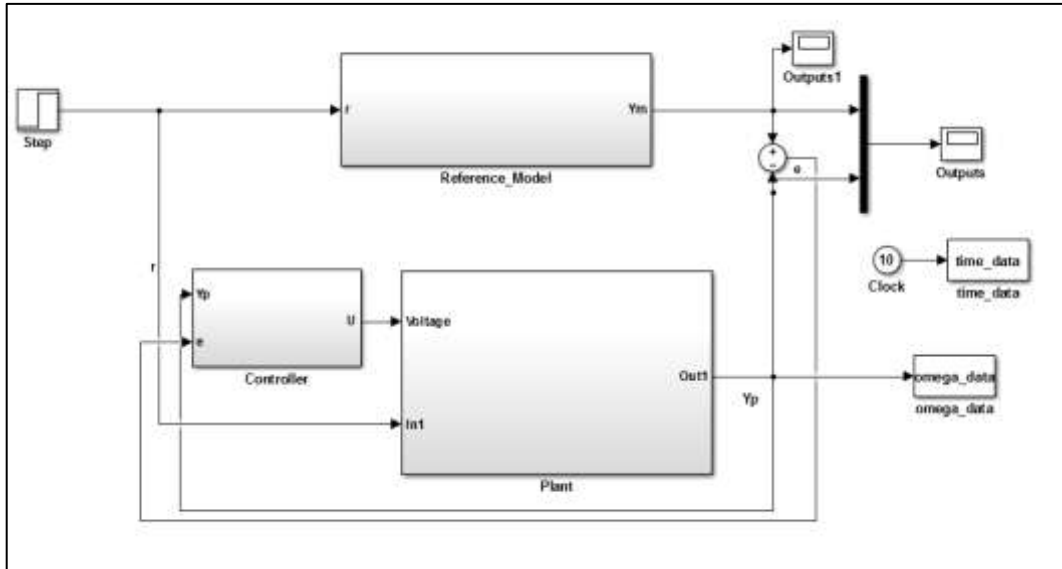 Outputs1
Step
r
Ym
Reference_Model
+
-
e
Outputs
r
10
Clock
time_data
time_data
Yp
e
U
Controller
Voltage
In1
Out1
Plant
Yp
omega_data
omega_data